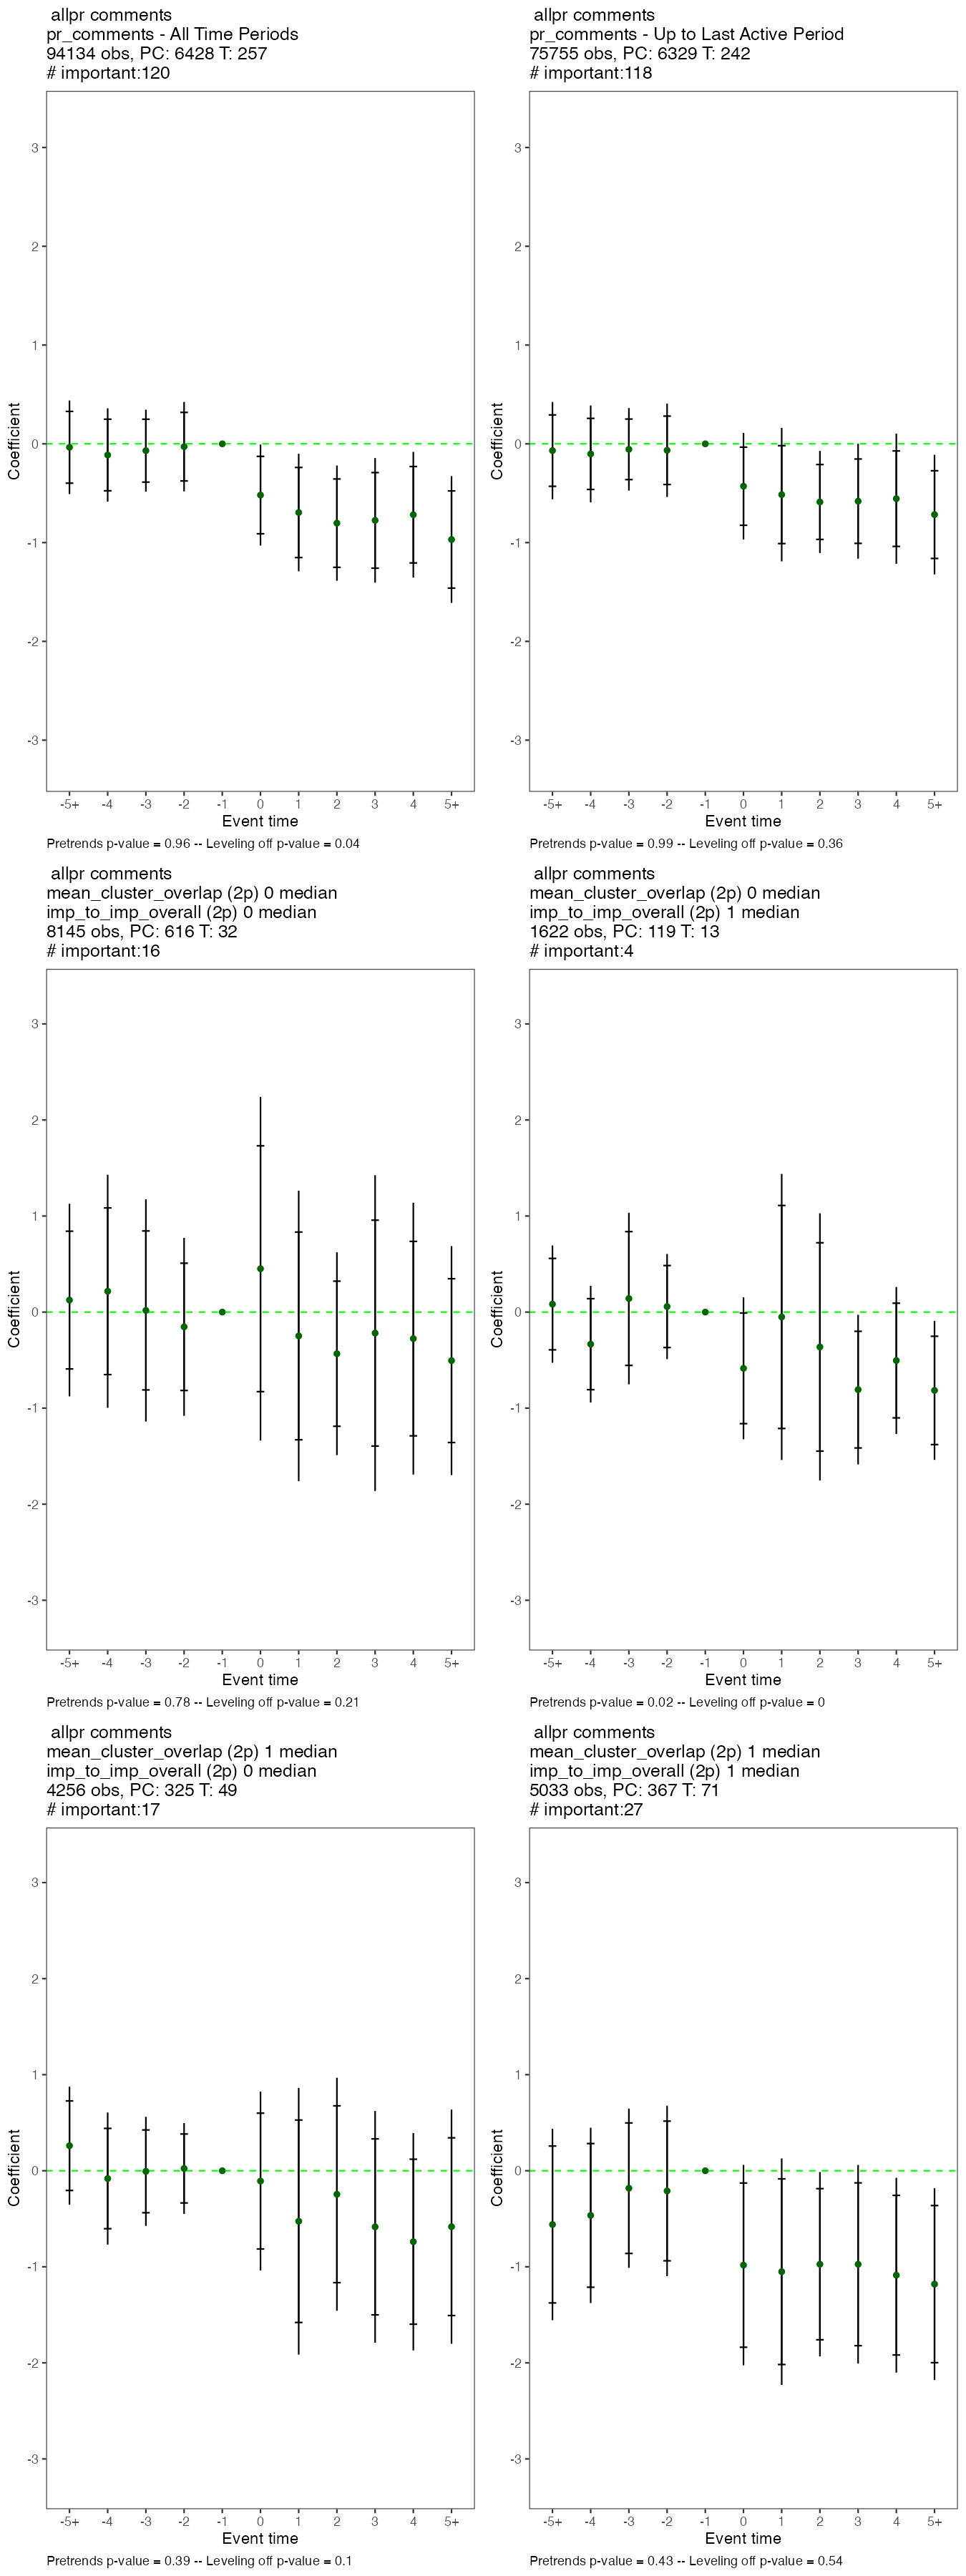 allpr comments
pr_comments - All Time Periods
94134 obs, PC: 6428 T: 257
# important:120
3
2
1
0
-1
-2
-3
Coefficient
-5+ -4 -3 -2 -1 0 1 2 3 4 5+
Event time
Pretrends p-value = 0.96 -- Leveling off p-value = 0.04
allpr comments
pr_comments - Up to Last Active Period
75755 obs, PC: 6329 T: 242
# important:118
3
2
1
0
-1
-2
-3
Coefficient
-5+ -4 -3 -2 -1 0 1 2 3 4 5+
Event time
Pretrends p-value = 0.99 -- Leveling off p-value = 0.36
allpr comments
mean_cluster_overlap (2p) 0 median
imp_to_imp_overall (2p) 0 median
8145 obs, PC: 616 T: 32
# important:16
3
2
1
0
-1
-2
-3
Coefficient
-5+ -4 -3 -2 -1 0 1 2 3 4 5+
Event time
Pretrends p-value = 0.78 -- Leveling off p-value = 0.21
allpr comments
mean_cluster_overlap (2p) 0 median
imp_to_imp_overall (2p) 1 median
1622 obs, PC: 119 T: 13
# important:4
3
2
1
0
-1
-2
-3
Coefficient
-5+ -4 -3 -2 -1 0 1 2 3 4 5+
Event time
Pretrends p-value = 0.02 -- Leveling off p-value = 0
allpr comments
mean_cluster_overlap (2p) 1 median
imp_to_imp_overall (2p) 0 median
4256 obs, PC: 325 T: 49
# important:17
3
2
1
0
-1
-2
-3
Coefficient
-5+ -4 -3 -2 -1 0 1 2 3 4 5+
Event time
Pretrends p-value = 0.39 -- Leveling off p-value = 0.1
allpr comments
mean_cluster_overlap (2p) 1 median
imp_to_imp_overall (2p) 1 median
5033 obs, PC: 367 T: 71
# important:27
3
2
1
0
-1
-2
-3
Coefficient
-5+ -4 -3 -2 -1 0 1 2 3 4 5+
Event time
Pretrends p-value = 0.43 -- Leveling off p-value = 0.54